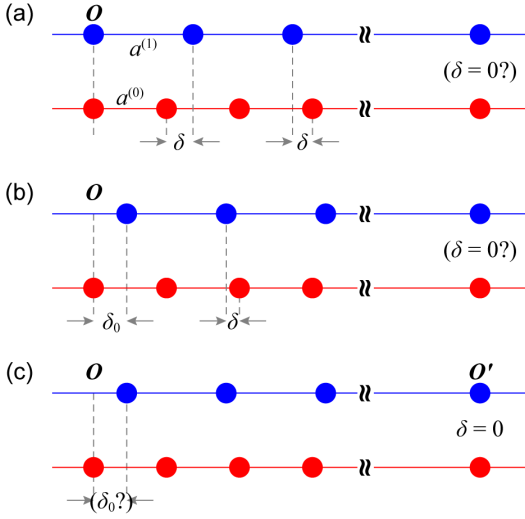 (a)
O
a(1)
(δ = 0?)
a(0)
δ
δ
(b)
O
(δ = 0?)
δ0
δ
(c)
O
O′
δ = 0
(δ0?)